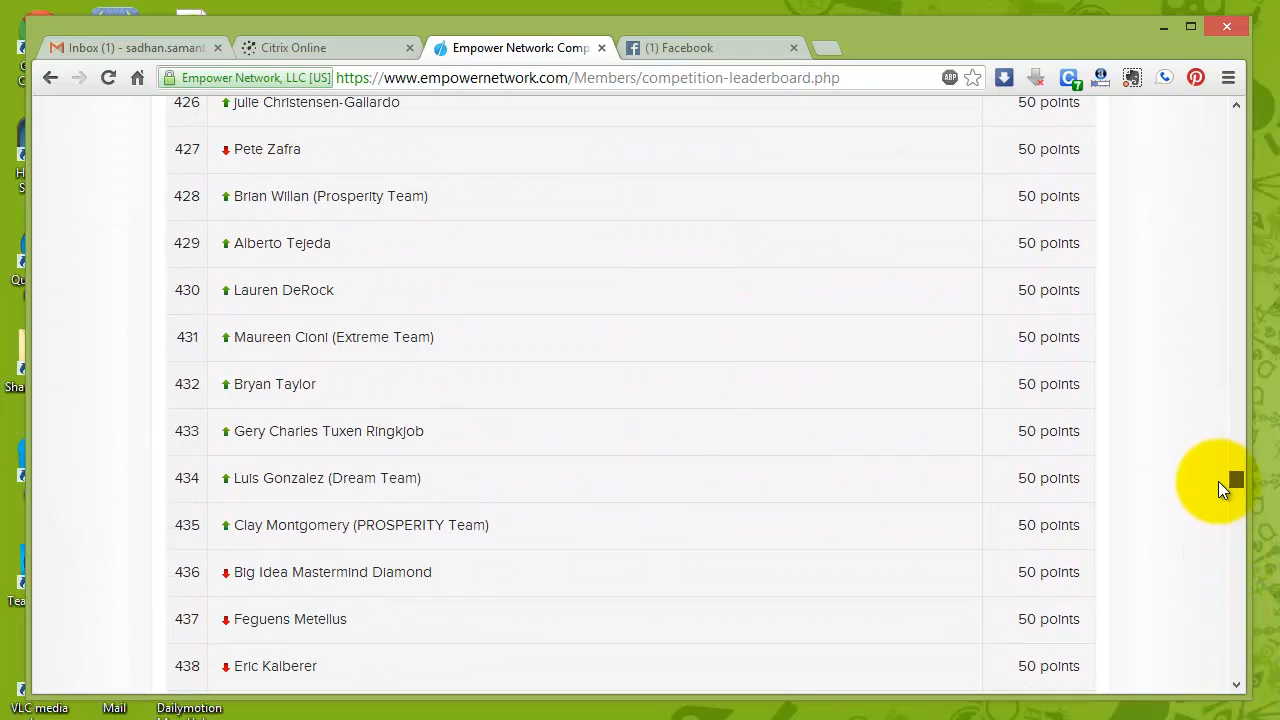 Inbox (1) - sadhan.samant
Citrix Online
Empower Network: Comp
(1) Facebook
Empower Network, LLC [US]
https://www.empowernetwork.com/Members/competition-leaderboard.php
ABP
7
426 Julie Christensen-Gallardo 50 points
427 Pete Zafra 50 points
428 Brian Willan (Prosperity Team) 50 points
429 Alberto Tejeda 50 points
430 Lauren DeRock 50 points
431 Maureen Cioni (Extreme Team) 50 points
432 Bryan Taylor 50 points
433 Gery Charles Tuxen Ringkjob 50 points
434 Luis Gonzalez (Dream Team) 50 points
435 Clay Montgomery (PROSPERITY Team) 50 points
436 Big Idea Mastermind Diamond 50 points
437 Feguens Metellus 50 points
438 Eric Kalberer 50 points
H
S
Qu
Sha
Tea
VLC media
Mail
Dailymotion